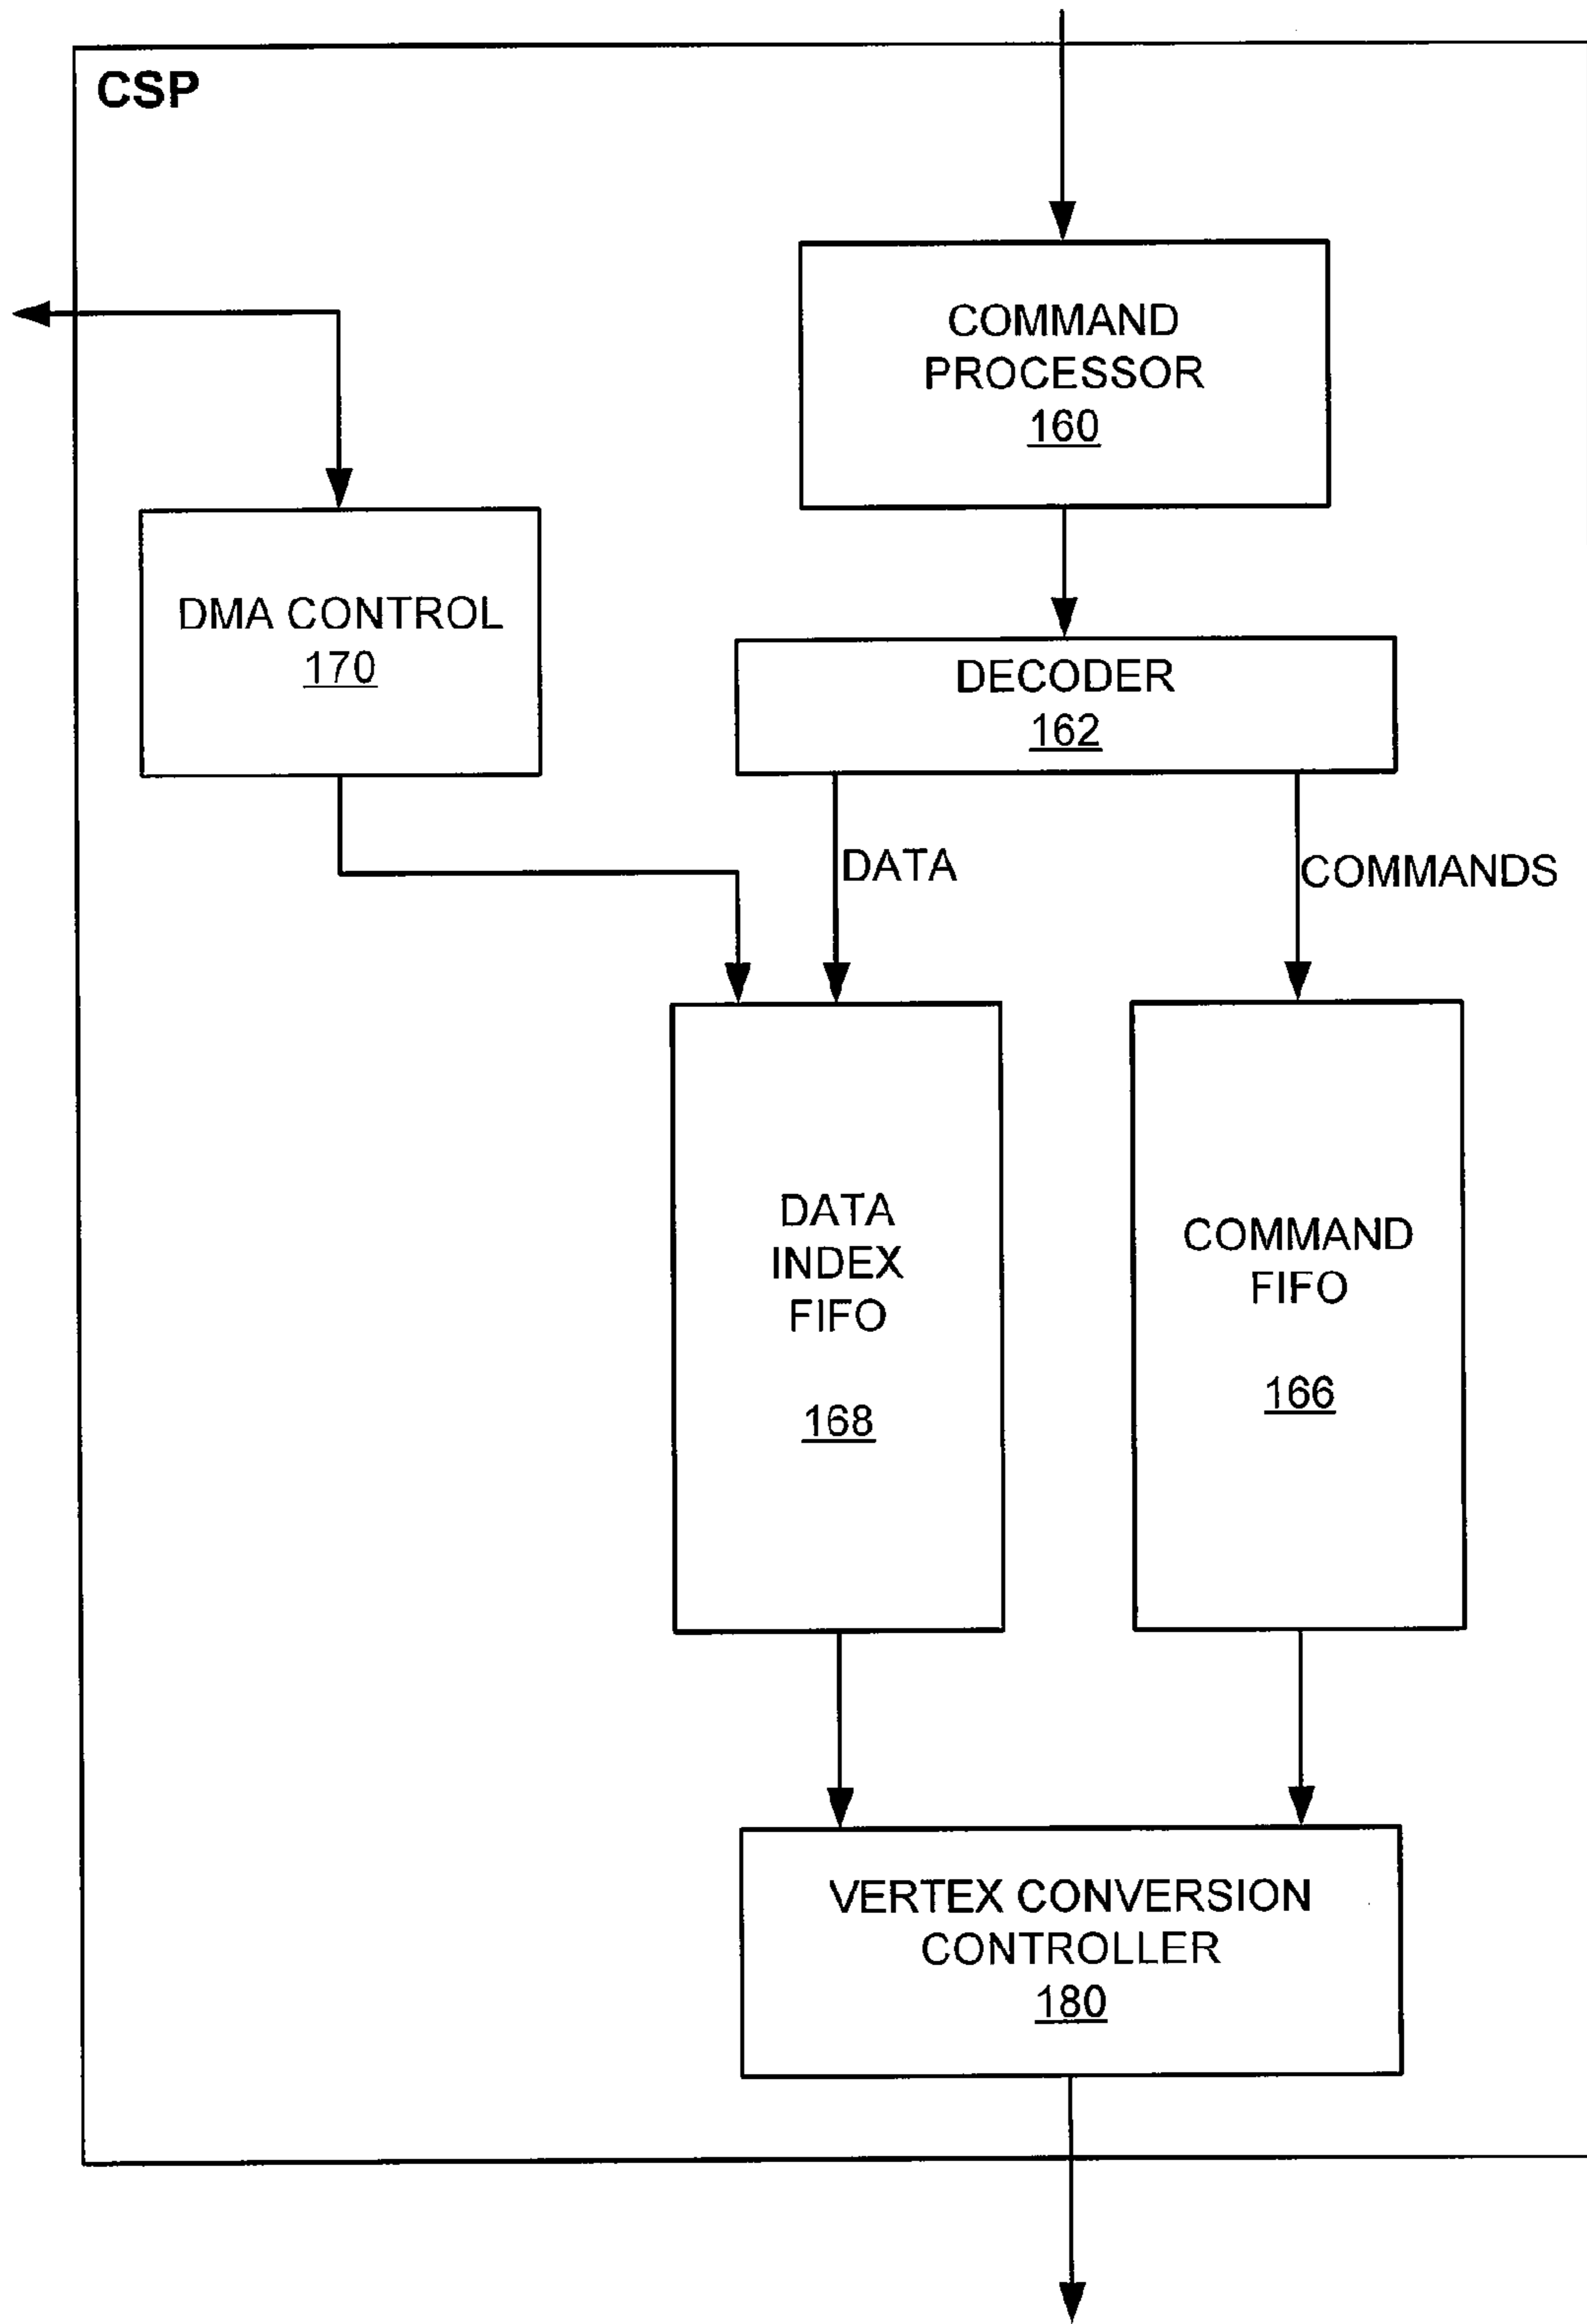 CSP
COMMAND
PROCESSOR
160
DMA CONTROL
170
DECODER
162
DATA
COMMANDS
DATA
INDEX
FIFO
168
COMMAND
FIFO
166
VERTEX CONVERSION
CONTROLLER
180